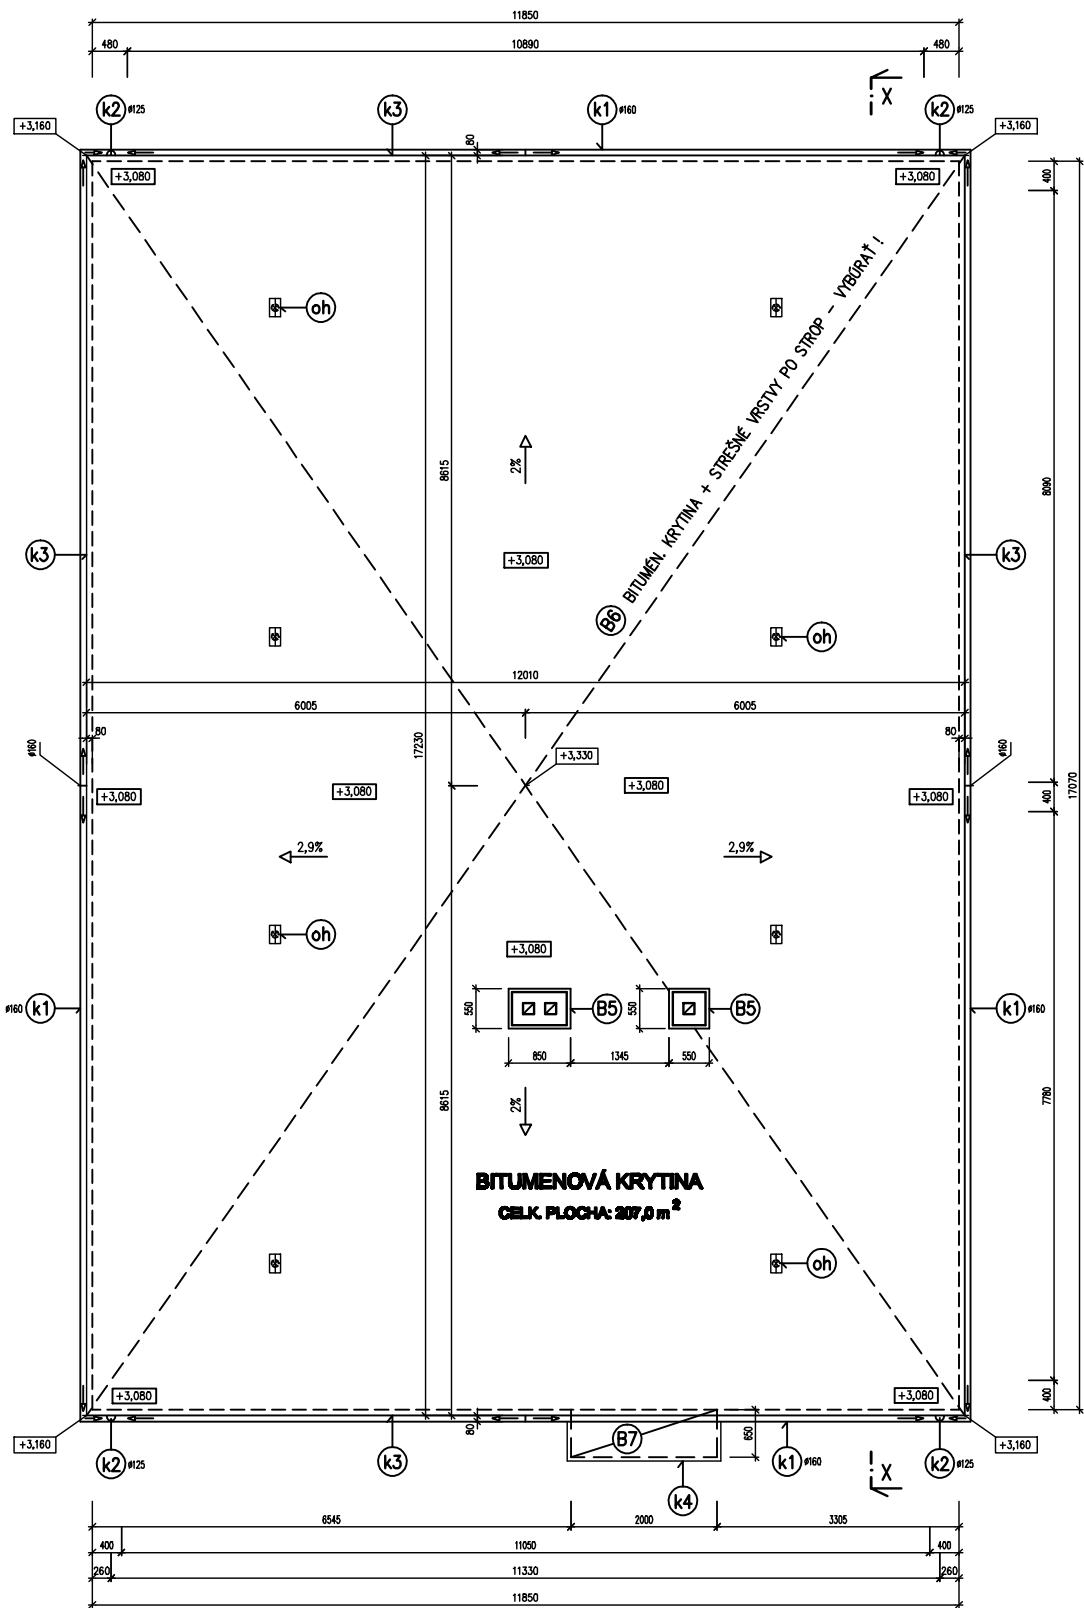 11850
480 10890 480
X
k2 ø125 k3 k1 ø160 k2 ø125
+3,160 80 +3,160
+3,080 +3,080
400
oh
B6 BITUMÉN. KRYTINA + STREŠNÉ VRSTVY PO STROP - VYBÚRAŤ !
2%
8615
8090
k3 +3,080 k3
oh
12010
6005 6005
80 80
ø160 17230 ø160
+3,330
+3,080 +3,080 +3,080 +3,080
400 17070
2,9% 2,9%
oh
+3,080
ø160 k1 550 B5 550 B5 k1 ø160
850 1345 550
8615 2% 7780
BITUMENOVÁ KRYTINA
CELK. PLOCHA: 207,0 m²
oh
+3,080 +3,080
400
+3,160 80 B7 650 +3,160
k2 ø125 k3 k1 ø160 k2 ø125
X
k4
6545 2000 3305
400 11050 400
260 11330 260
11850